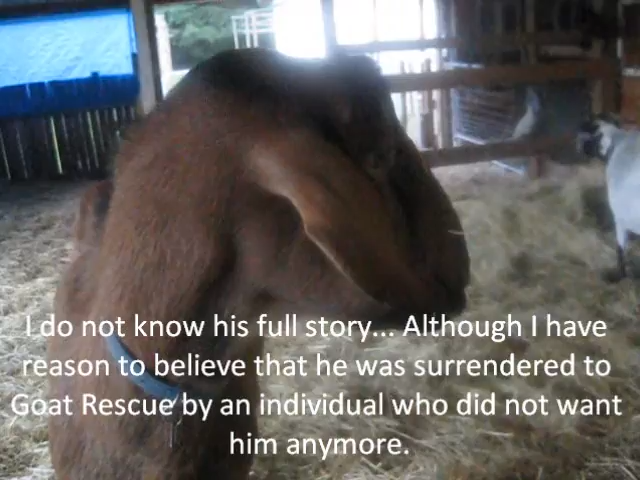 I do not know his full story... Although I have
reason to believe that he was surrendered to
Goat Rescue by an individual who did not want
him anymore.